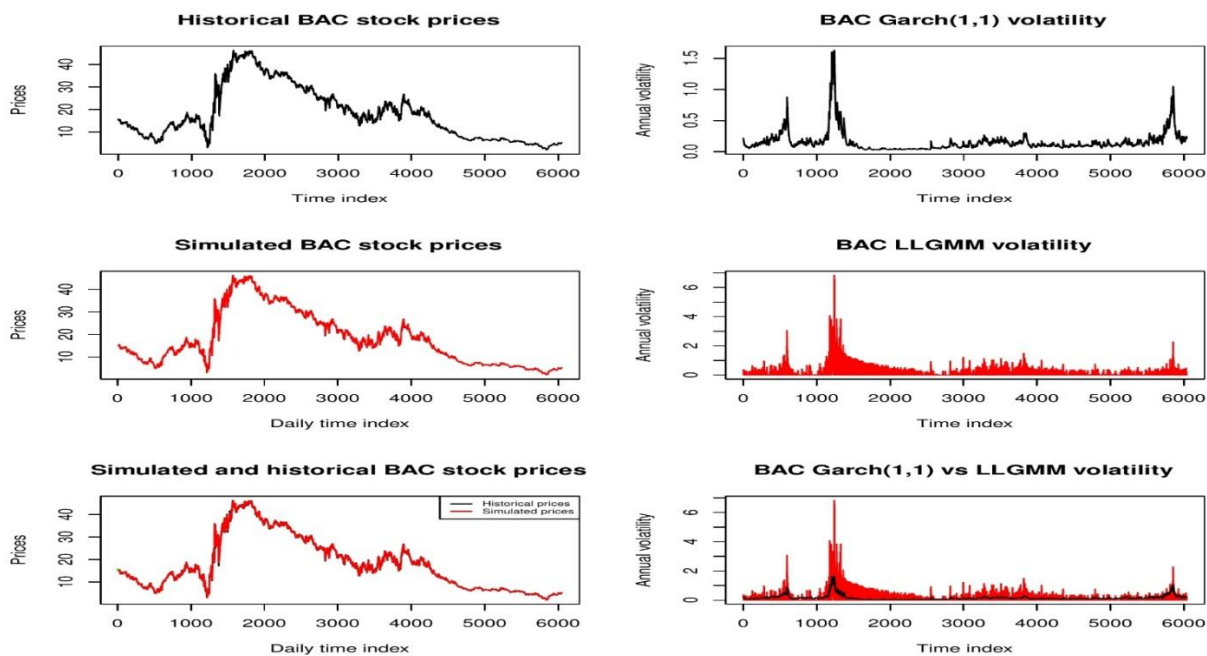 Historical BAC stock prices
Prices
10 20 30 40
0 1000 2000 3000 4000 5000 6000
Time index
BAC Garch(1,1) volatility
Annual volatility
0.0 0.5 1.0 1.5
0 1000 2000 3000 4000 5000 6000
Time index
Simulated BAC stock prices
Prices
10 20 30 40
0 1000 2000 3000 4000 5000 6000
Daily time index
BAC LLGMM volatility
Annual volatility
0 2 4 6
0 1000 2000 3000 4000 5000 6000
Time index
Simulated and historical BAC stock prices
Prices
10 20 30 40
Historical prices
Simulated prices
0 1000 2000 3000 4000 5000 6000
Daily time index
BAC Garch(1,1) vs LLGMM volatility
Annual volatility
0 2 4 6
0 1000 2000 3000 4000 5000 6000
Time index